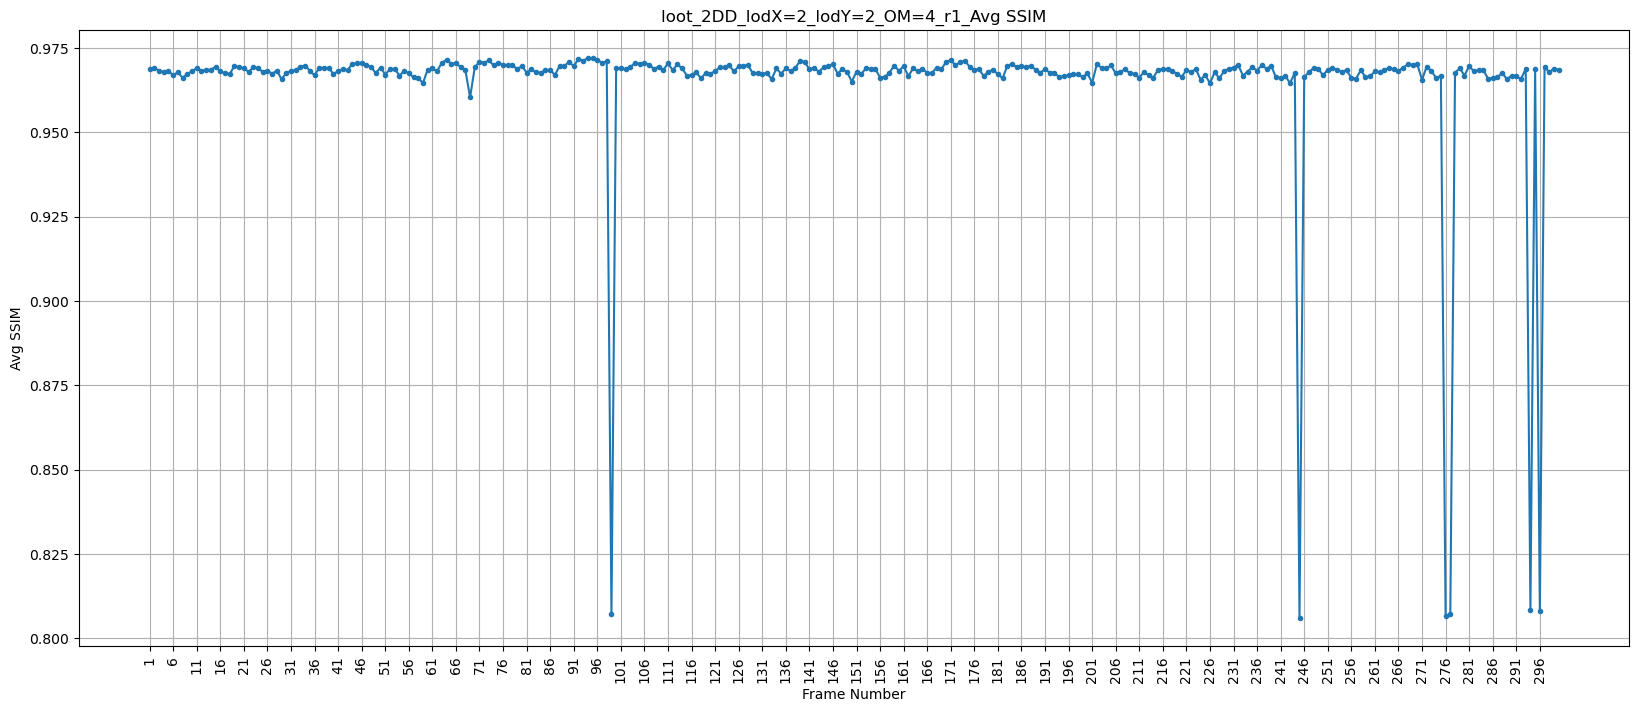 loot_2DD_lodX=2_lodY=2_OM=4_r1_Avg SSIM
0.975
0.950
0.925
0.900
0.875
0.850
0.825
0.800
Avg SSIM
1 6 11 16 21 26 31 36 41 46 51 56 61 66 71 76 81 86 91 96 101 106 111 116 121 126 131 136 141 146 151 156 161 166 171 176 181 186 191 196 201 206 211 216 221 226 231 236 241 246 251 256 261 266 271 276 281 286 291 296
Frame Number